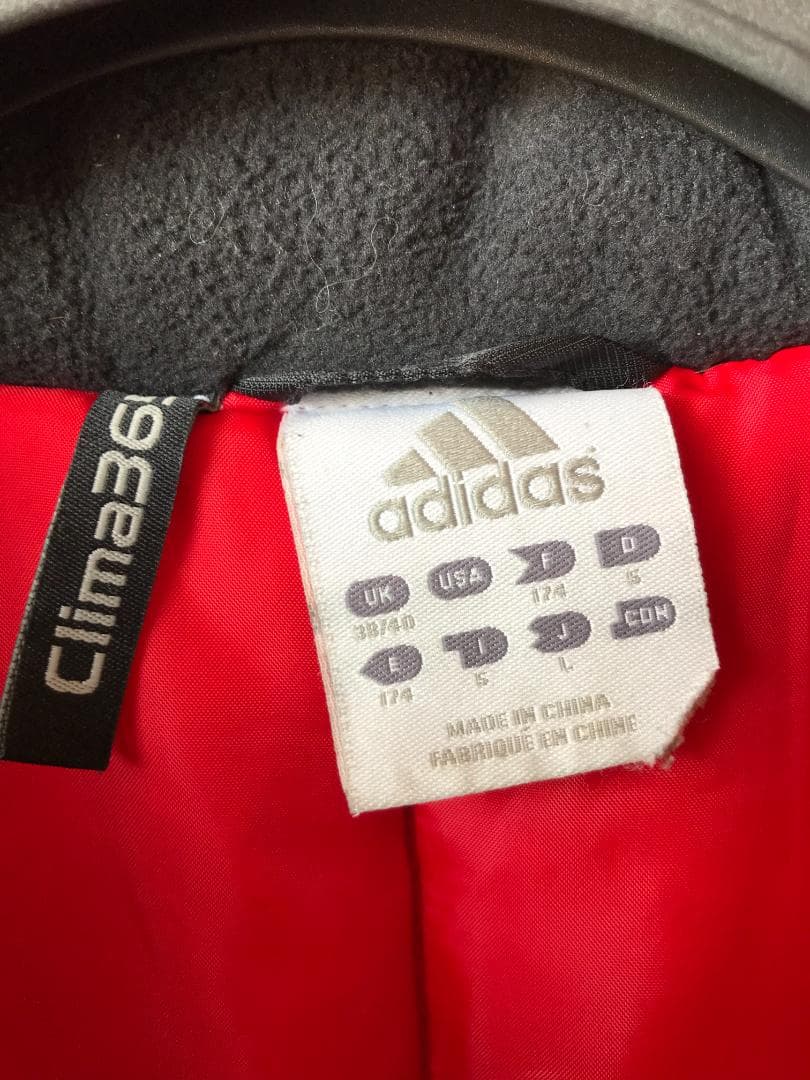 Clima365
adidas
UK USA F D
38/40 174 5
E I J CDN
174 5 L
MADE IN CHINA
FABRIQUÉ EN CHINE